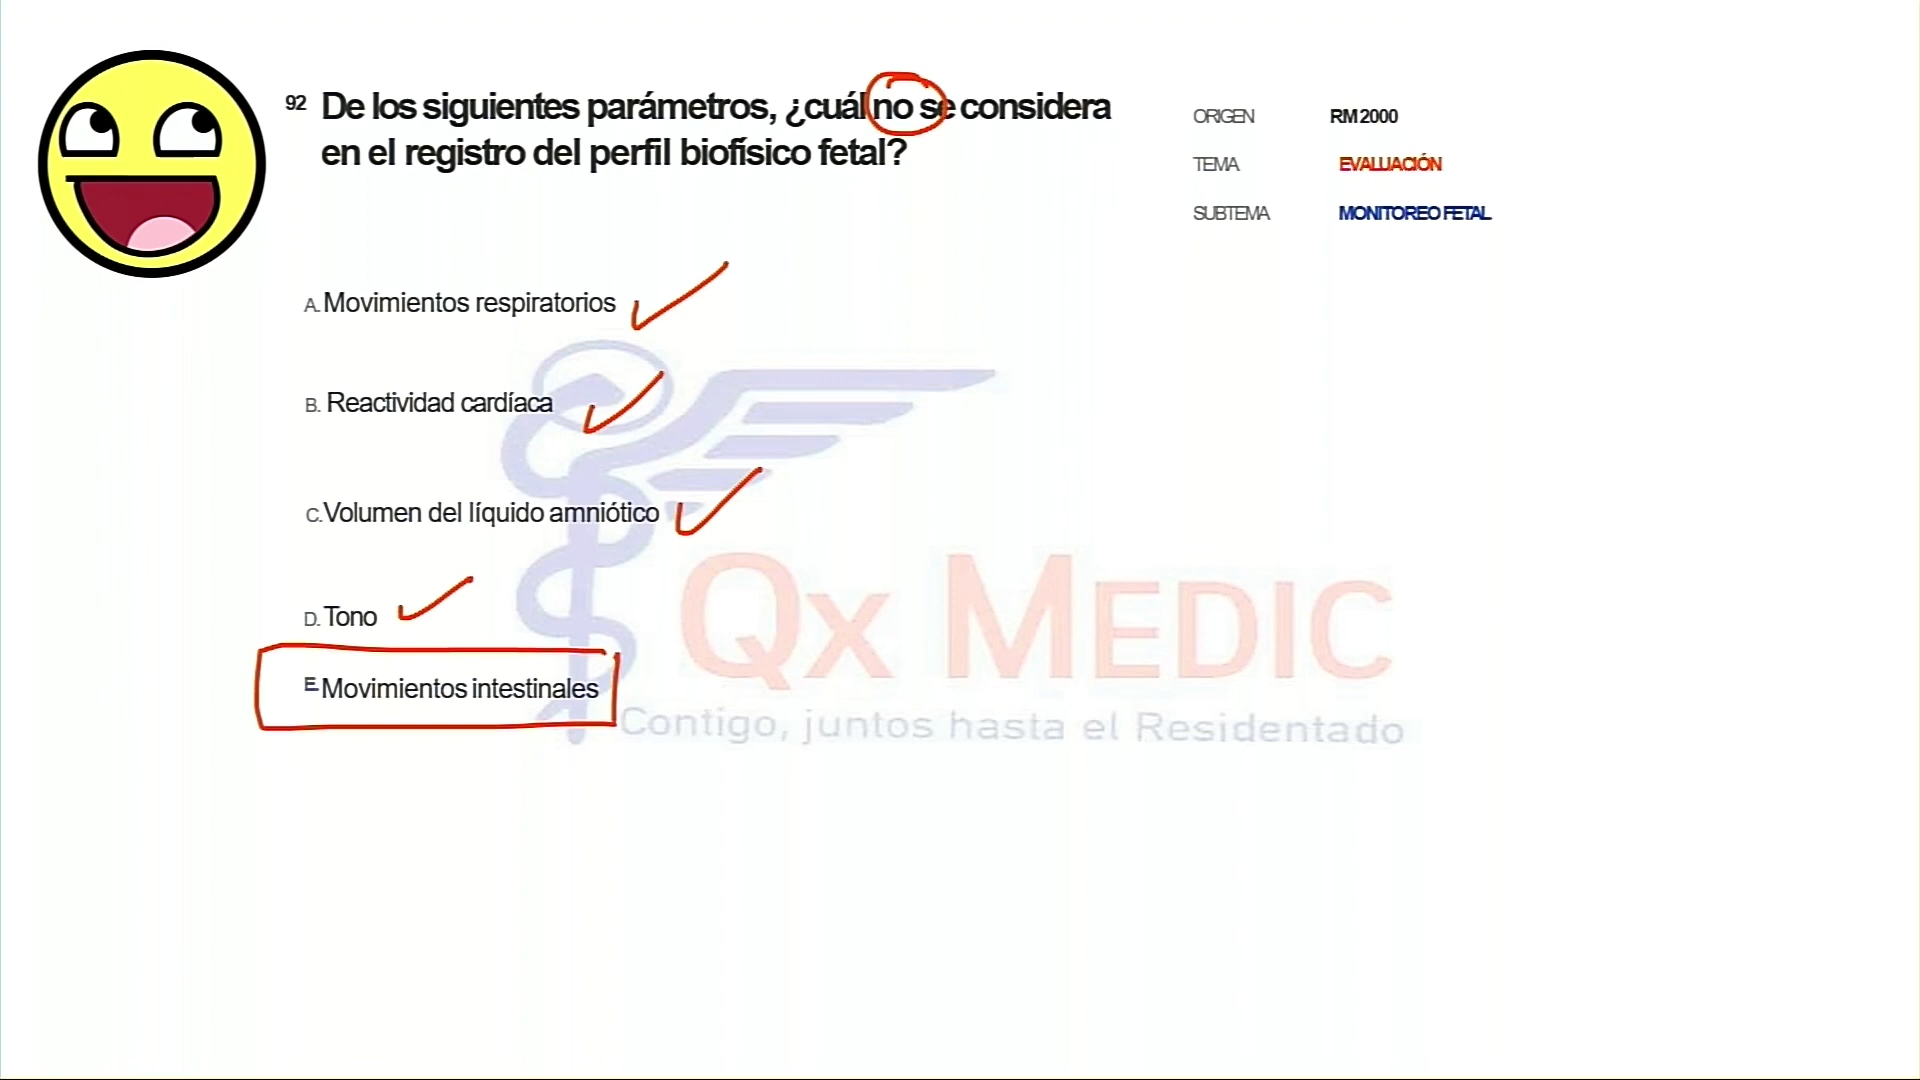 92 De los siguientes parámetros, ¿cuál no se considera
en el registro del perfil biofísico fetal?
ORIGEN RM 2000
TEMA EVALUACIÓN
SUBTEMA MONITOREO FETAL
A. Movimientos respiratorios
B. Reactividad cardíaca
C. Volumen del líquido amniótico
D. Tono
E. Movimientos intestinales
QX MEDIC
Contigo, juntos hasta el Residentado